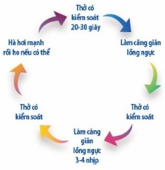 Thở có
kiểm soát
20-30 giây
Làm căng giãn
lồng ngực
Thở có
kiểm soát
Làm căng
giãn
lồng ngực
3-4 nhịp
Thở có
kiểm soát
Hà hơi mạnh
rồi ho nếu có thể